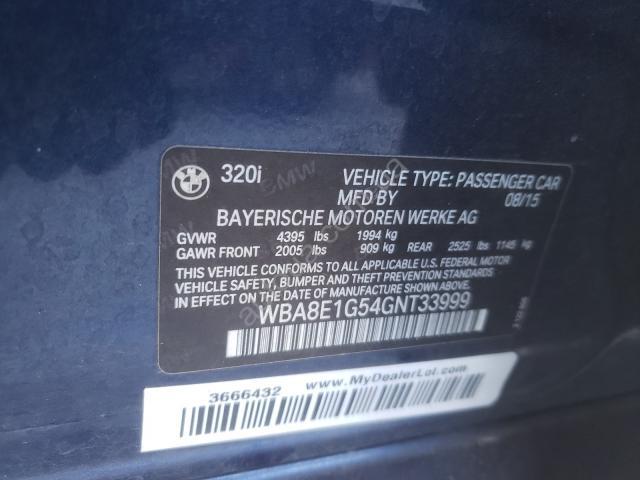 BMW
320i
VEHICLE TYPE: PASSENGER CAR
MFD BY 08/15
BAYERISCHE MOTOREN WERKE AG
GVWR 4395 lbs 1994 kg
GAWR FRONT 2005 lbs 909 kg REAR 2525 lbs 1145 kg
THIS VEHICLE CONFORMS TO ALL APPLICABLE U.S. FEDERAL MOTOR
VEHICLE SAFETY, BUMPER AND THEFT PREVENTION STANDARDS
IN EFFECT ON THE DATE OF MANUFACTURE SHOWN ABOVE.
WBA8E1G54GNT33999
3666432 www.MyDealerLot.com